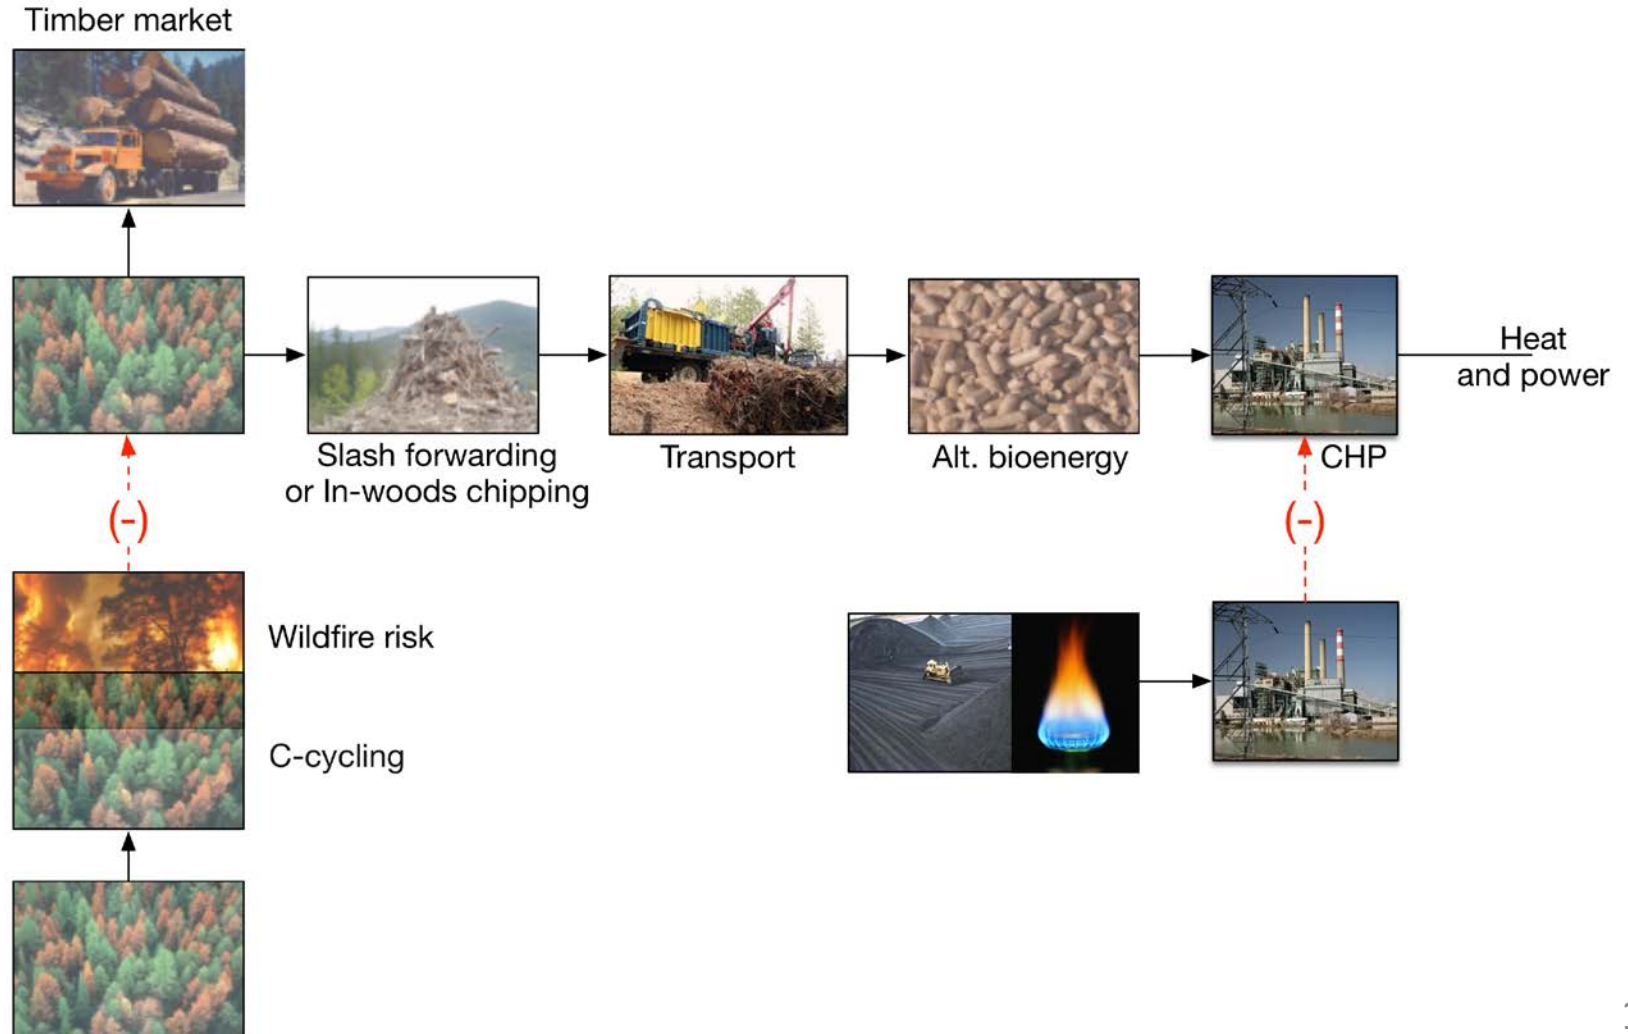 Timber market
Slash forwarding
or In-woods chipping
Transport
Alt. bioenergy
CHP
Heat
and power
(-)
(-)
Wildfire risk
C-cycling